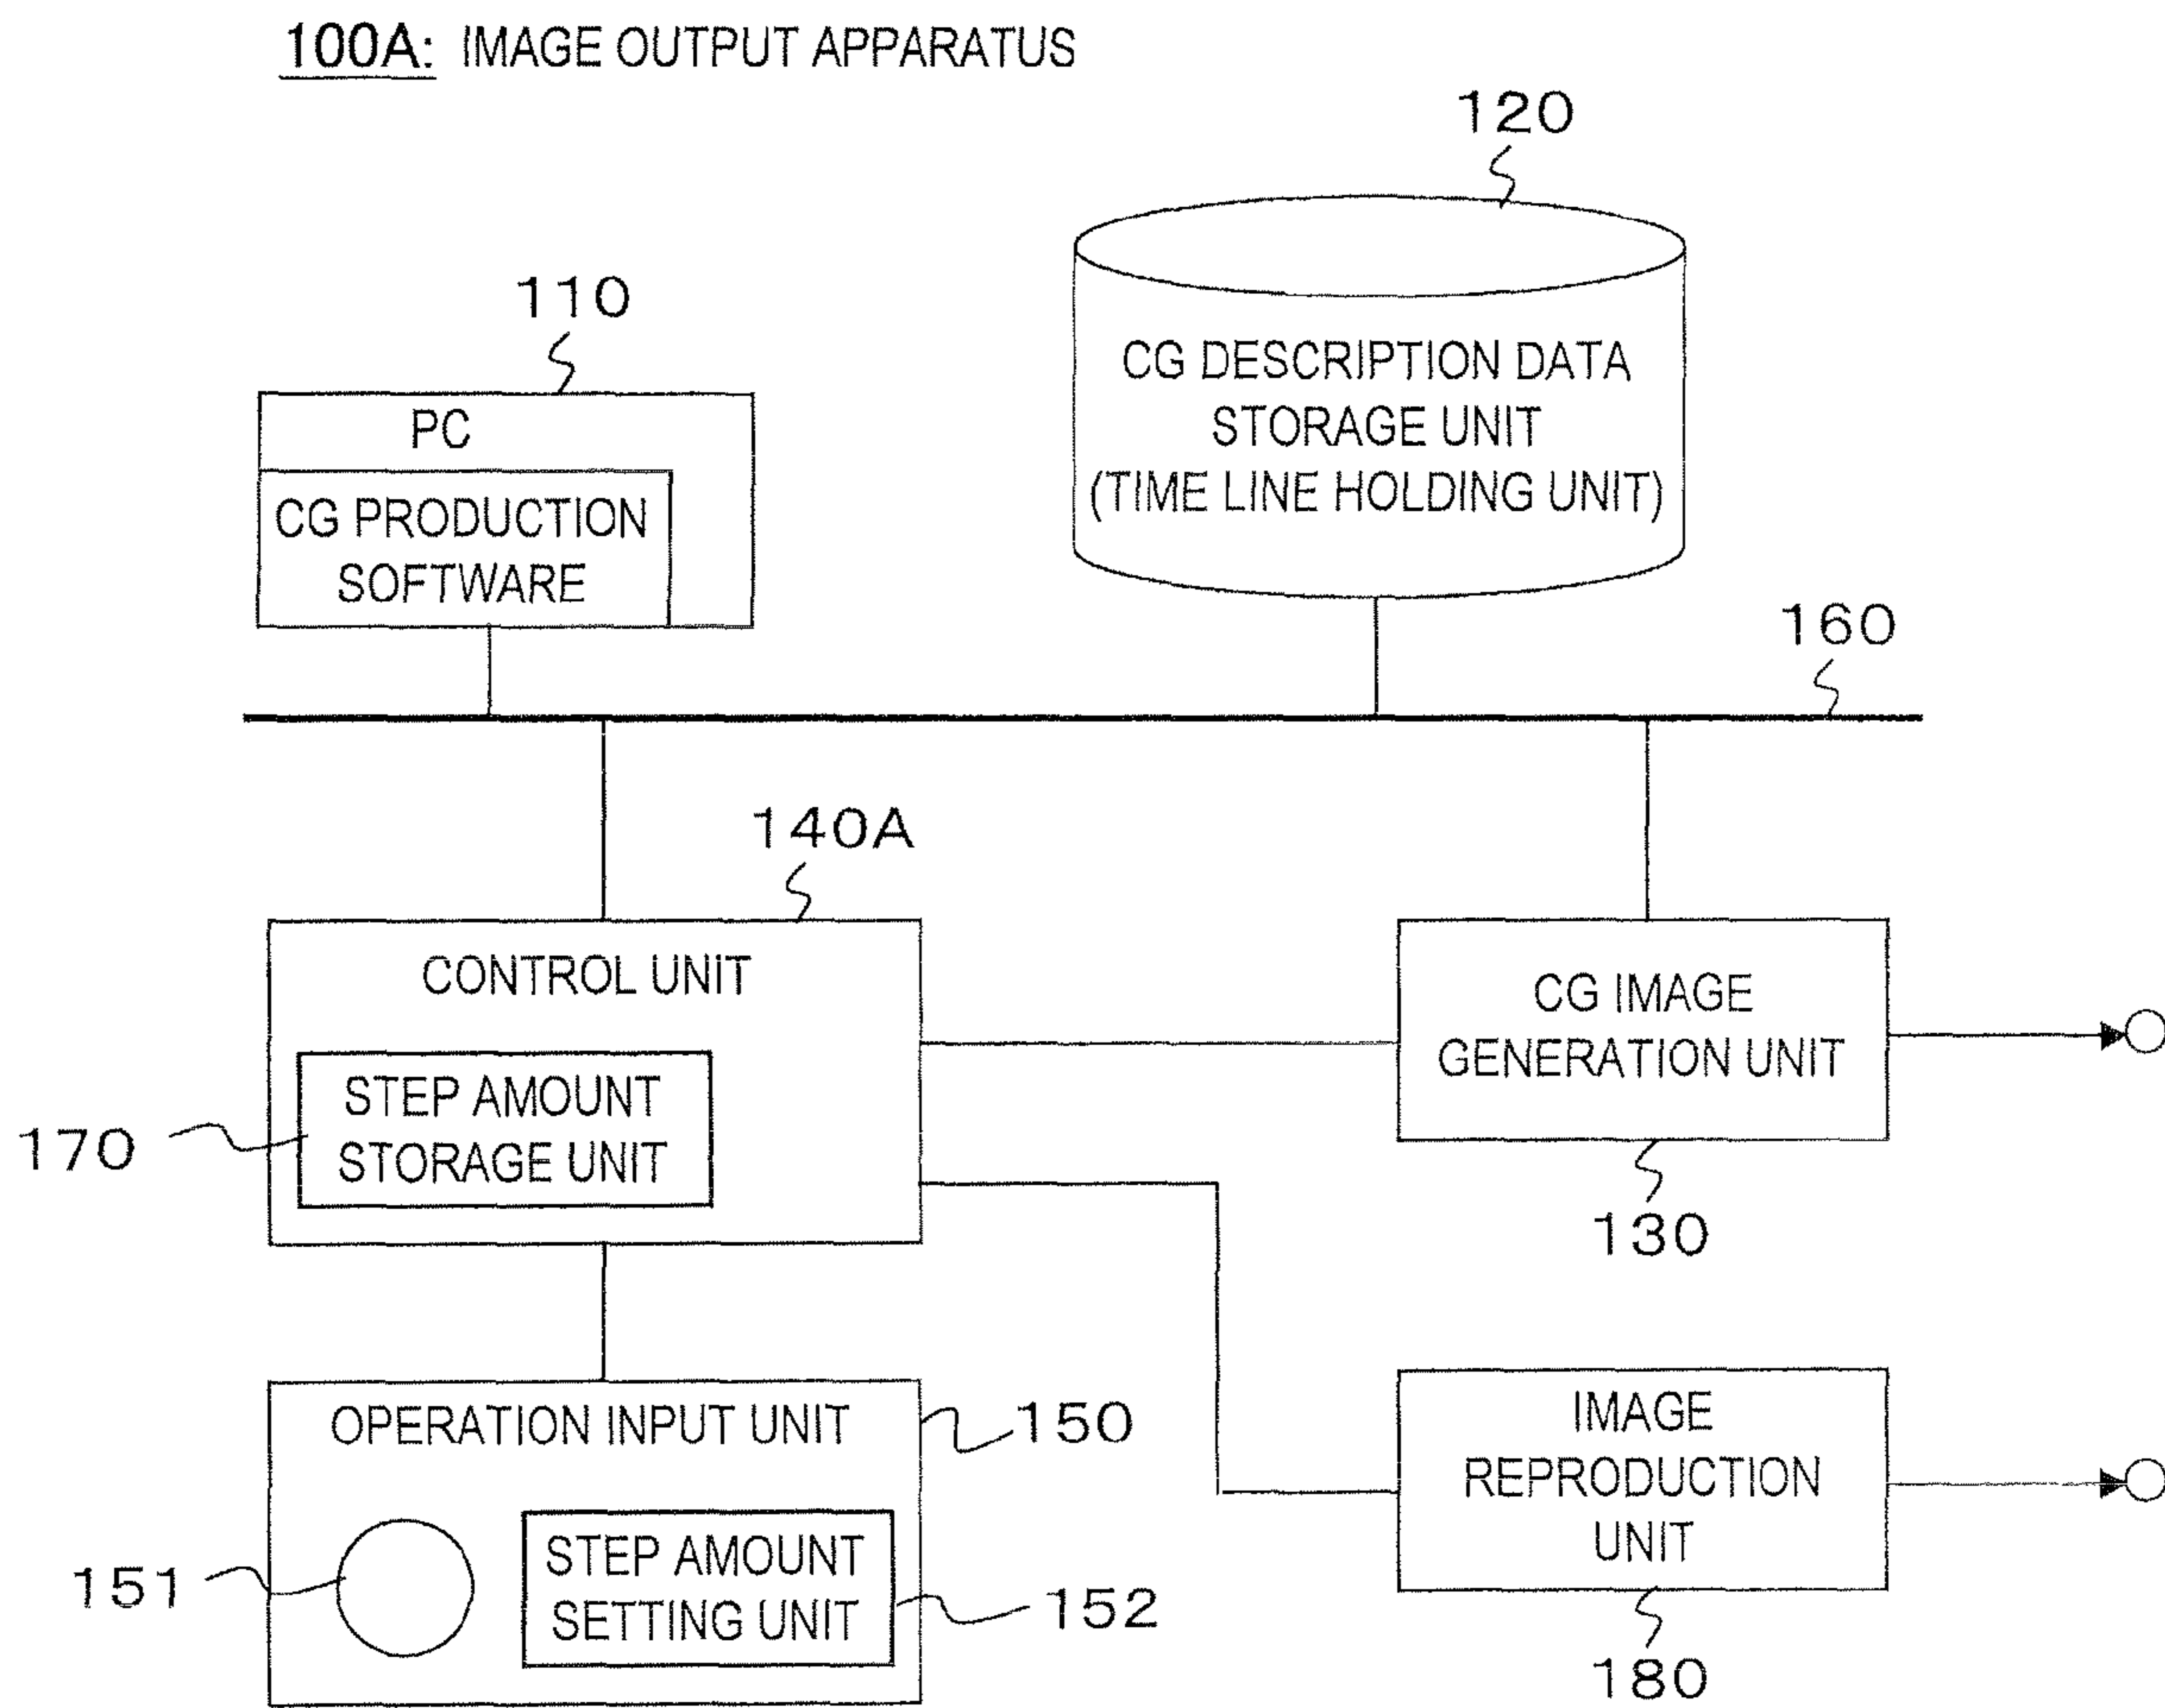 100A: IMAGE OUTPUT APPARATUS
120
110
PC
CG PRODUCTION
SOFTWARE
CG DESCRIPTION DATA
STORAGE UNIT
(TIME LINE HOLDING UNIT)
160
140A
CONTROL UNIT
STEP AMOUNT
STORAGE UNIT
170
CG IMAGE
GENERATION UNIT
130
OPERATION INPUT UNIT
150
151
STEP AMOUNT
SETTING UNIT
152
IMAGE
REPRODUCTION
UNIT
180